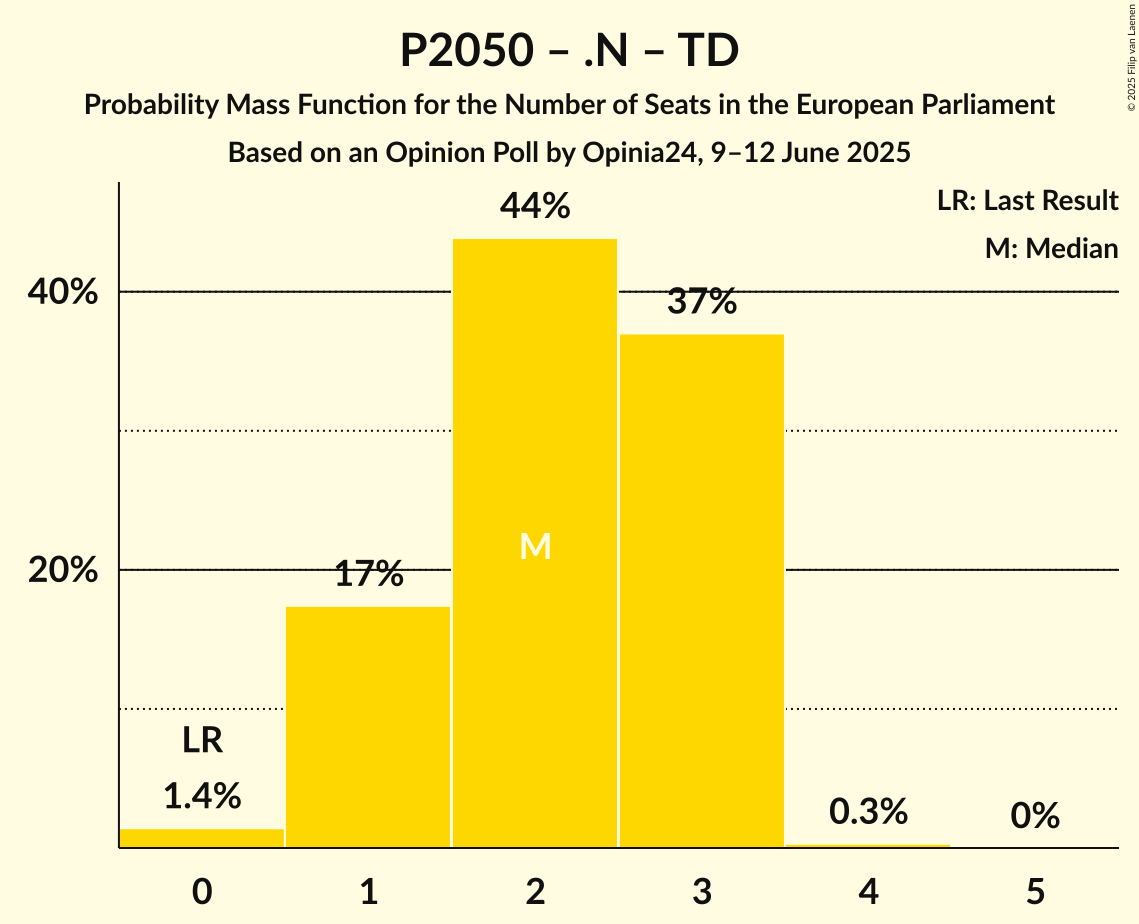 P2050 – .N – TD
Probability Mass Function for the Number of Seats in the European Parliament
Based on an Opinion Poll by Opinia24, 9–12 June 2025
© 2025 Filip van Laenen
LR: Last Result
M: Median
44%
40%
37%
M
20%
17%
LR
1.4%
0.3%
0%
0 1 2 3 4 5